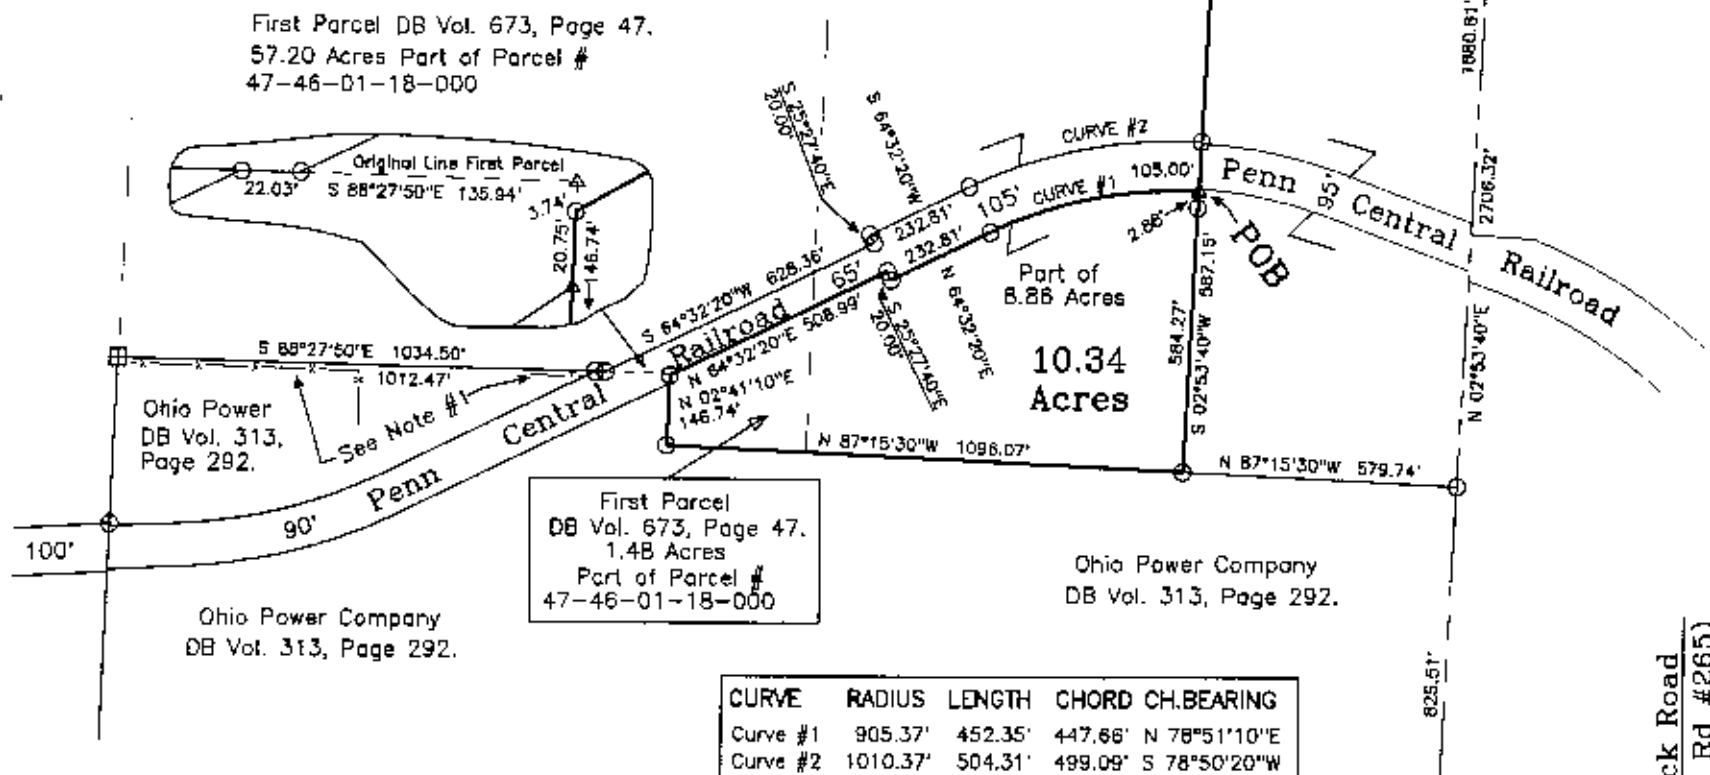 First Parcel DB Vol. 673, Page 47.
57.20 Acres Part of Parcel #
47-46-01-18-000
7880.81'
S 25°27'40"E
20.00'
S 64°32'20"W
232.81'
CURVE #2
105.00'
CURVE #1
105'
232.81'
N 64°32'20"E
Penn Central Railroad
95'
2706.32'
Original Line First Parcel
22.03'
S 88°27'50"E 135.94'
3.74'
20.75'
146.74'
2.88'
POB
587.15'
584.27'
S 02°53'40"W
N 02°53'40"E
Part of
8.86 Acres
10.34
Acres
S 64°32'20"W 628.36'
65'
Railroad
N 64°32'20"E 508.99'
S 25°27'40"E
20.00'
S 88°27'50"E 1034.50'
1012.47'
N 02°41'10"E
146.74'
Ohio Power
DB Vol. 313,
Page 292.
See Note #1
Central
Penn
90'
100'
N 87°15'30"W 1096.07'
N 87°15'30"W 579.74'
First Parcel
DB Vol. 673, Page 47.
1.48 Acres
Part of Parcel #
47-46-01-18-000
Ohio Power Company
DB Vol. 313, Page 292.
Ohio Power Company
DB Vol. 313, Page 292.
825.51'
ck Road
Rd #265)
CURVE RADIUS LENGTH CHORD CH.BEARING
Curve #1 905.37' 452.35' 447.66' N 78°51'10"E
Curve #2 1010.37' 504.31' 499.09' S 78°50'20"W